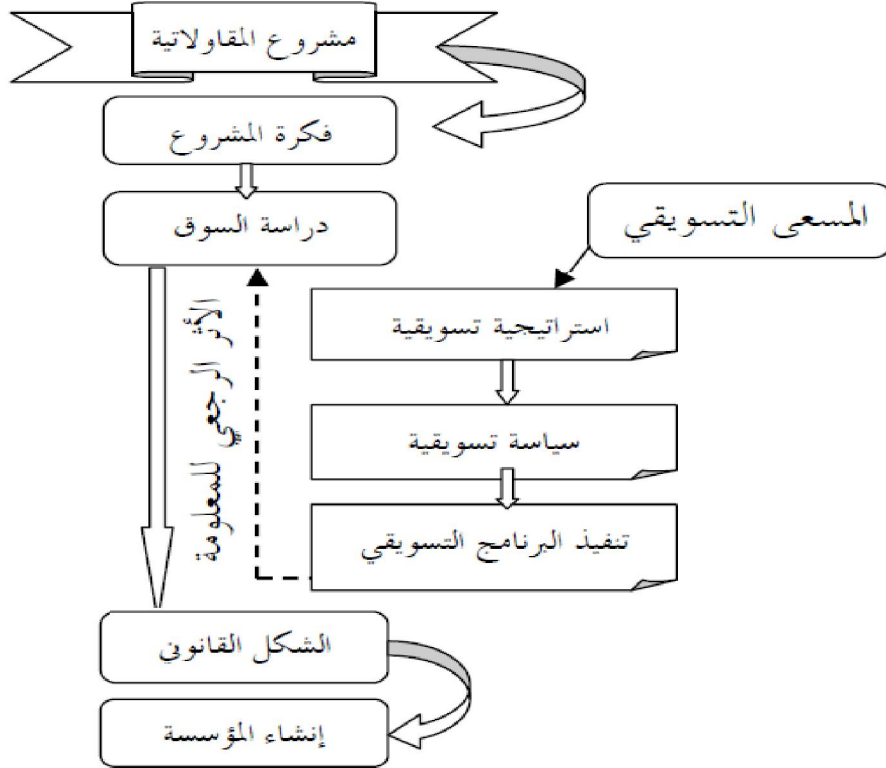 مشروع المقاولاتية
فكرة المشروع
دراسة السوق
المسعى التسويقي
استراتيجية تسويقية
سياسة تسويقية
تنفيذ البرنامج التسويقي
الأثر الرجعي للمعلومة
الشكل القانوني
إنشاء المؤسسة